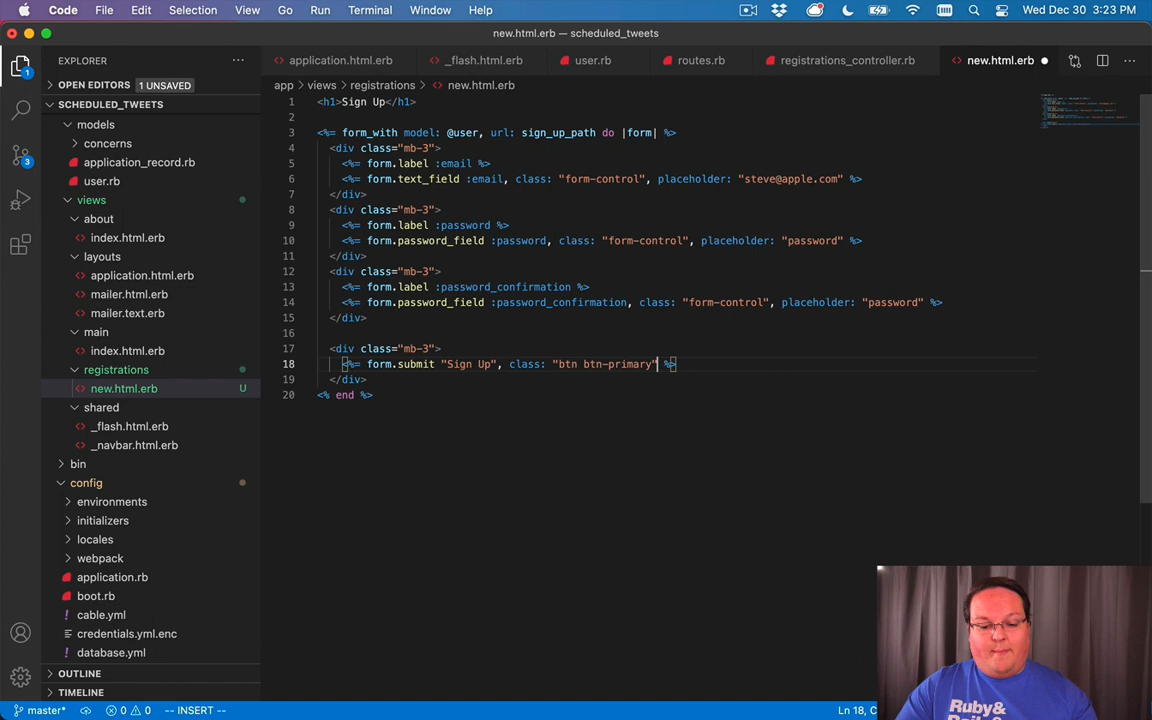 Code File Edit Selection View Go Run Terminal Window Help Wed Dec 30 3:23 PM
new.html.erb — scheduled_tweets
EXPLORER
application.html.erb _flash.html.erb user.rb routes.rb registrations_controller.rb new.html.erb
OPEN EDITORS 1 UNSAVED
app › views › registrations › new.html.erb
SCHEDULED_TWEETS
models
concerns
application_record.rb
user.rb
views
about
index.html.erb
layouts
application.html.erb
mailer.html.erb
mailer.text.erb
main
index.html.erb
registrations
new.html.erb U
shared
_flash.html.erb
_navbar.html.erb
bin
config
environments
initializers
locales
webpack
application.rb
boot.rb
cable.yml
credentials.yml.enc
database.yml
OUTLINE
TIMELINE
1 <h1>Sign Up</h1>
2
3 <%= form_with model: @user, url: sign_up_path do |form| %>
4 <div class="mb-3">
5 <%= form.label :email %>
6 <%= form.text_field :email, class: "form-control", placeholder: "steve@apple.com" %>
7 </div>
8 <div class="mb-3">
9 <%= form.label :password %>
10 <%= form.password_field :password, class: "form-control", placeholder: "password" %>
11 </div>
12 <div class="mb-3">
13 <%= form.label :password_confirmation %>
14 <%= form.password_field :password_confirmation, class: "form-control", placeholder: "password" %>
15 </div>
16
17 <div class="mb-3">
18 <%= form.submit "Sign Up", class: "btn btn-primary" %>
19 </div>
20 <% end %>
1
3
Ruby&
master* 0 0 -- INSERT -- Ln 18,